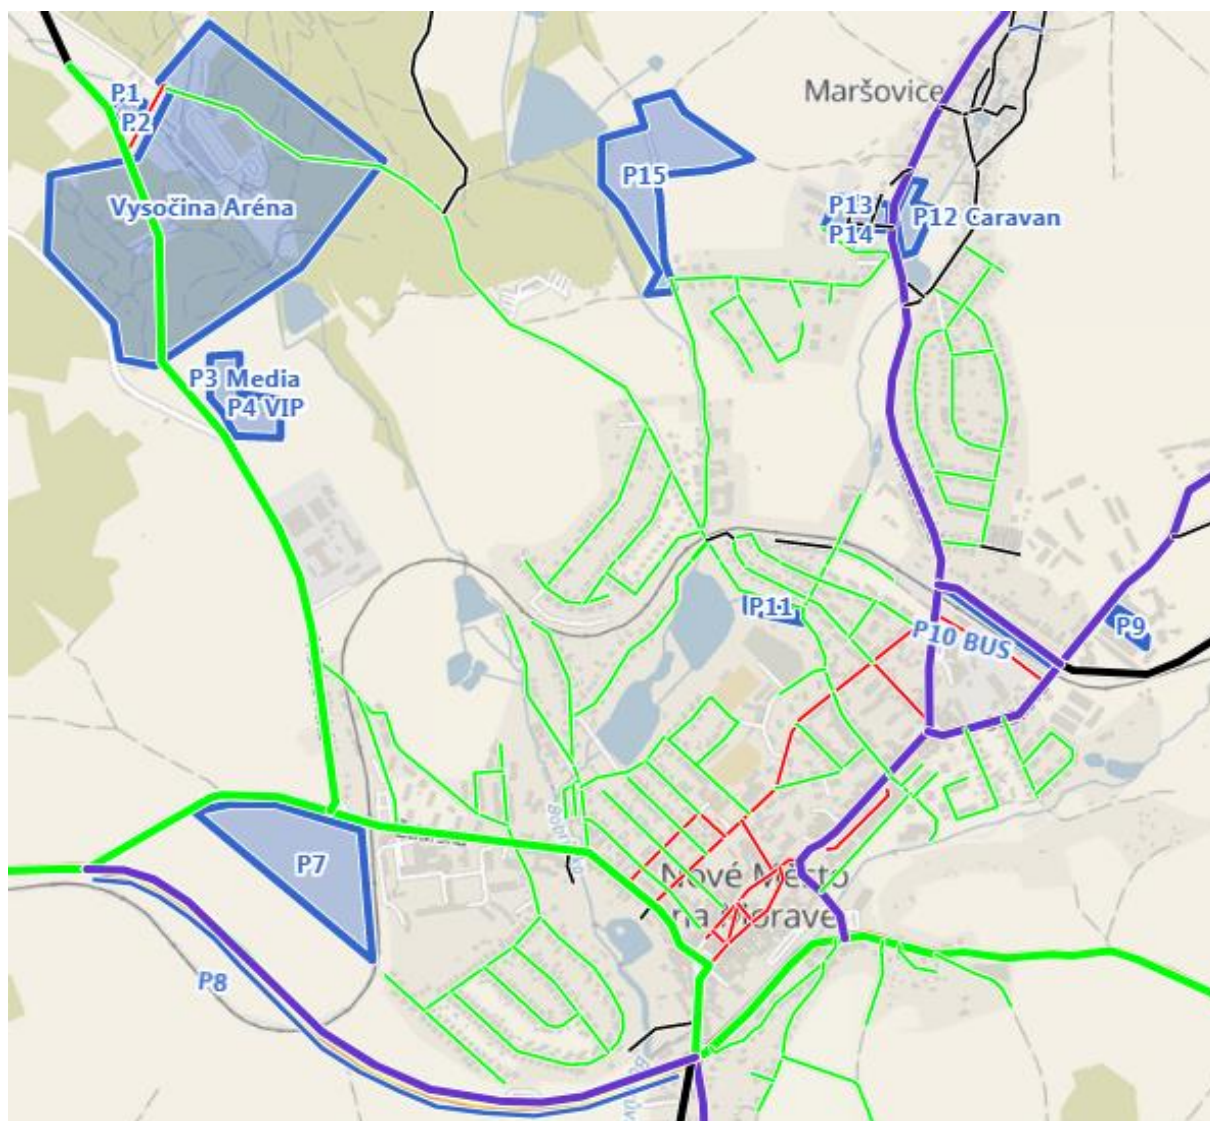 P1
P2
Maršovice
P15
P13
P14
P12 Caravan
Vysočina Aréna
P3 Media
P4 VIP
P11
P9
P10 BUS
P7
Nové Město
na Moravě
P8